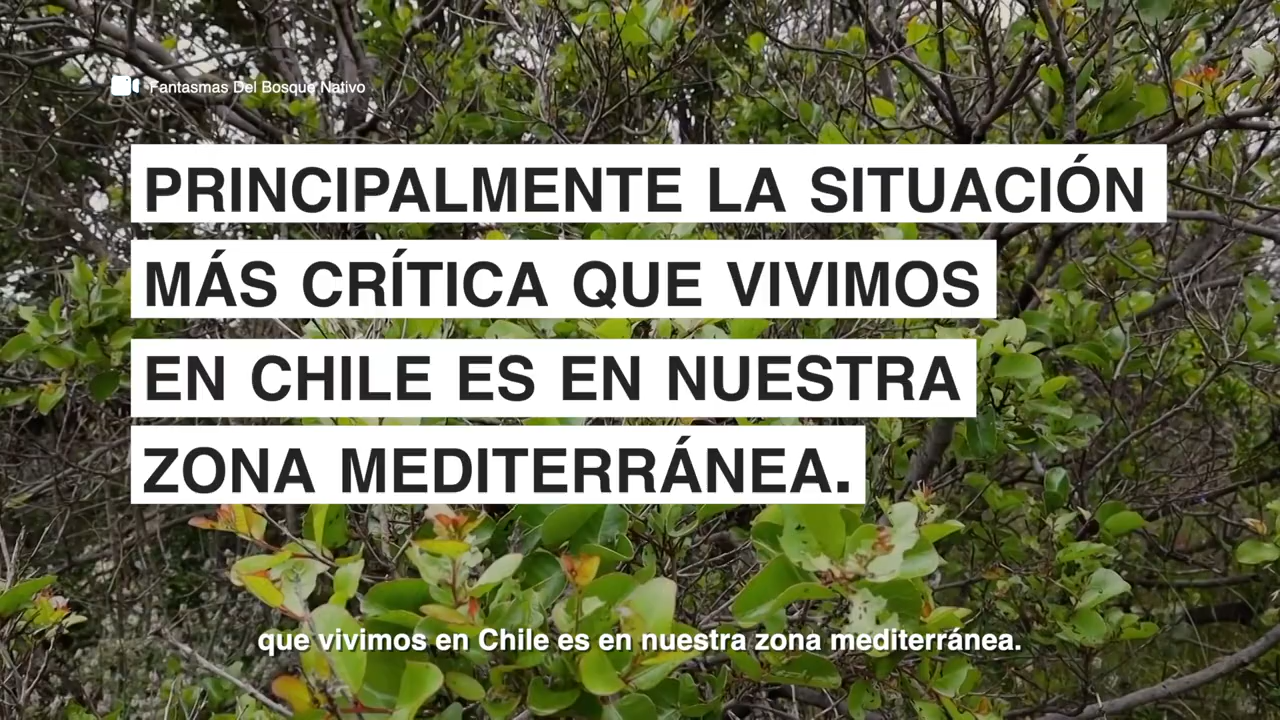 Fantasmas Del Bosque Nativo
PRINCIPALMENTE LA SITUACIÓN
MÁS CRÍTICA QUE VIVIMOS
EN CHILE ES EN NUESTRA
ZONA MEDITERRÁNEA.
que vivimos en Chile es en nuestra zona mediterránea.